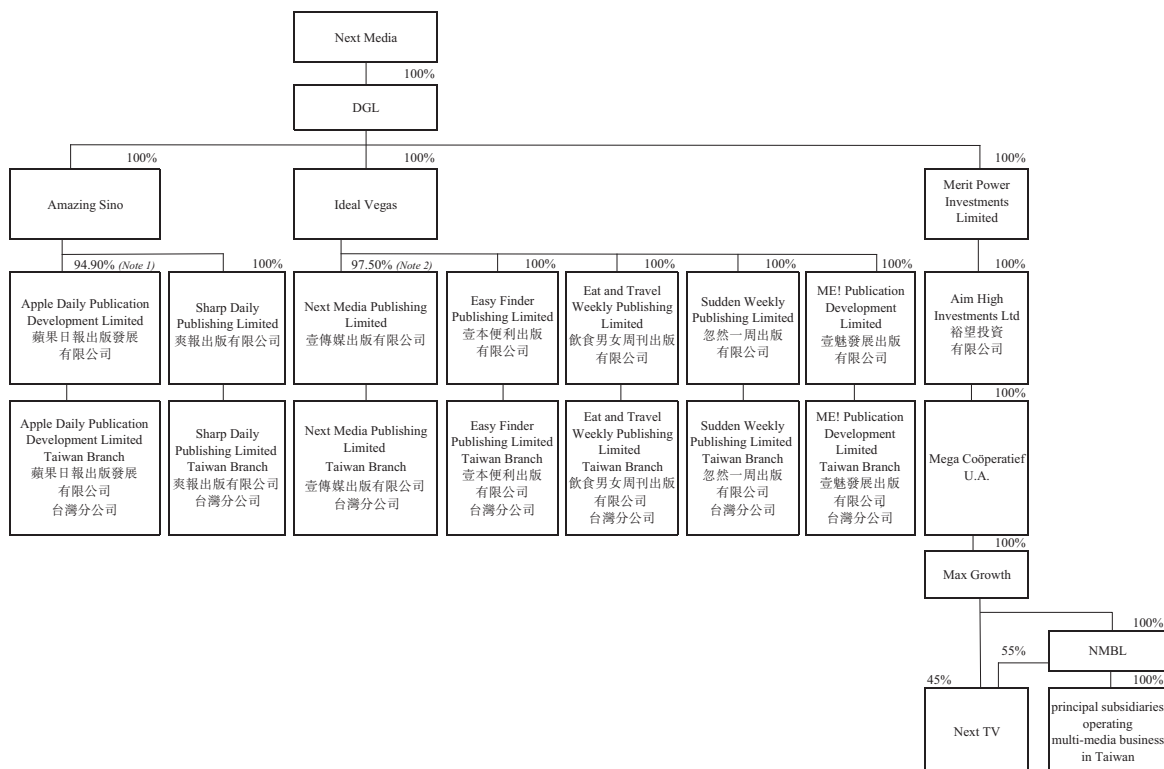 Next Media
100%
DGL
100%
100%
100%
Amazing Sino
Ideal Vegas
Merit Power
Investments
Limited
94.90% (Note 1)
100%
97.50% (Note 2)
100%
100%
100%
100%
100%
Apple Daily Publication
Development Limited
蘋果日報出版發展
有限公司
Sharp Daily
Publishing Limited
爽報出版有限公司
Next Media Publishing
Limited
壹傳媒出版有限公司
Easy Finder
Publishing Limited
壹本便利出版
有限公司
Eat and Travel
Weekly Publishing
Limited
飲食男女周刊出版
有限公司
Sudden Weekly
Publishing Limited
忽然一周出版
有限公司
ME! Publication
Development
Limited
壹魅發展出版
有限公司
Aim High
Investments Ltd
裕望投資
有限公司
100%
Apple Daily Publication
Development Limited
Taiwan Branch
蘋果日報出版發展
有限公司
台灣分公司
Sharp Daily
Publishing Limited
Taiwan Branch
爽報出版有限公司
台灣分公司
Next Media Publishing
Limited
Taiwan Branch
壹傳媒出版有限公司
台灣分公司
Easy Finder
Publishing Limited
Taiwan Branch
壹本便利出版
有限公司
台灣分公司
Eat and Travel
Weekly Publishing
Limited
Taiwan Branch
飲食男女周刊出版
有限公司
台灣分公司
Sudden Weekly
Publishing Limited
Taiwan Branch
忽然一周出版
有限公司
台灣分公司
ME! Publication
Development
Limited
Taiwan Branch
壹魅發展出版
有限公司
台灣分公司
Mega Coöperatief
U.A.
100%
Max Growth
100%
NMBL
55%
45%
100%
Next TV
principal subsidiaries
operating
multi-media business
in Taiwan